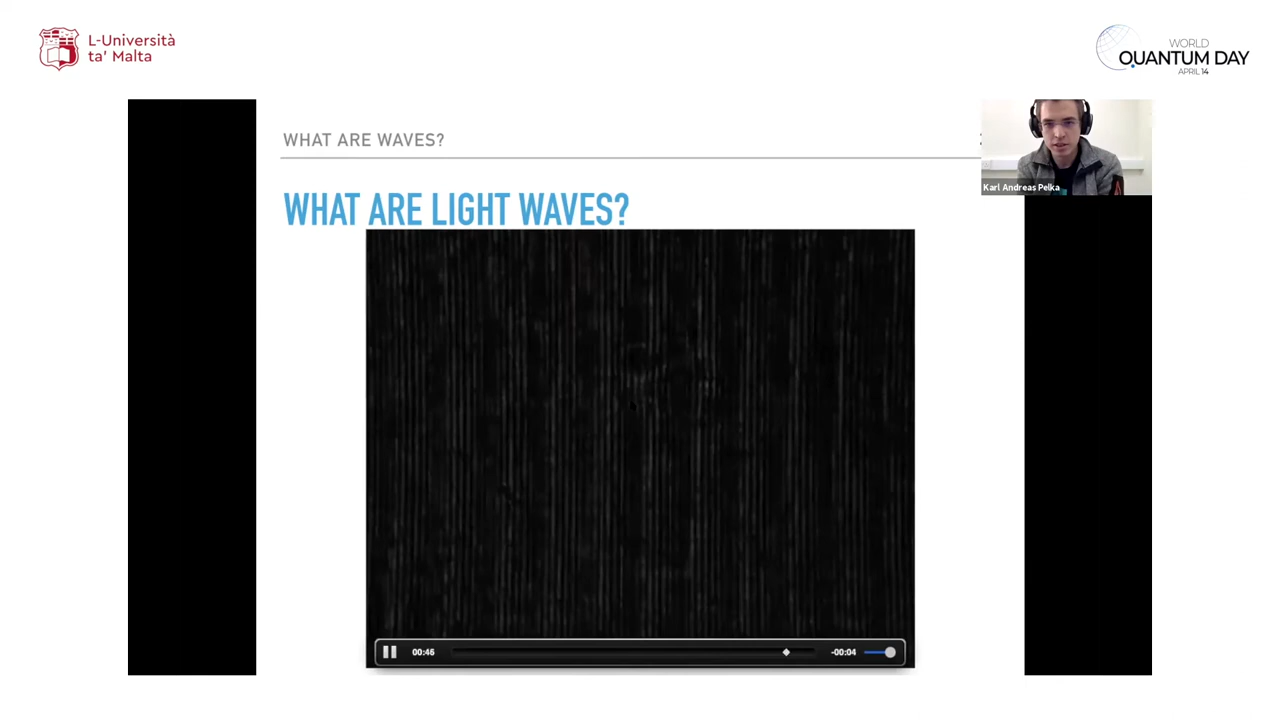 L-Università
ta' Malta
WORLD
QUANTUM DAY
APRIL 14
WHAT ARE WAVES?
Karl Andreas Pelka
WHAT ARE LIGHT WAVES?
00:46
-00:04